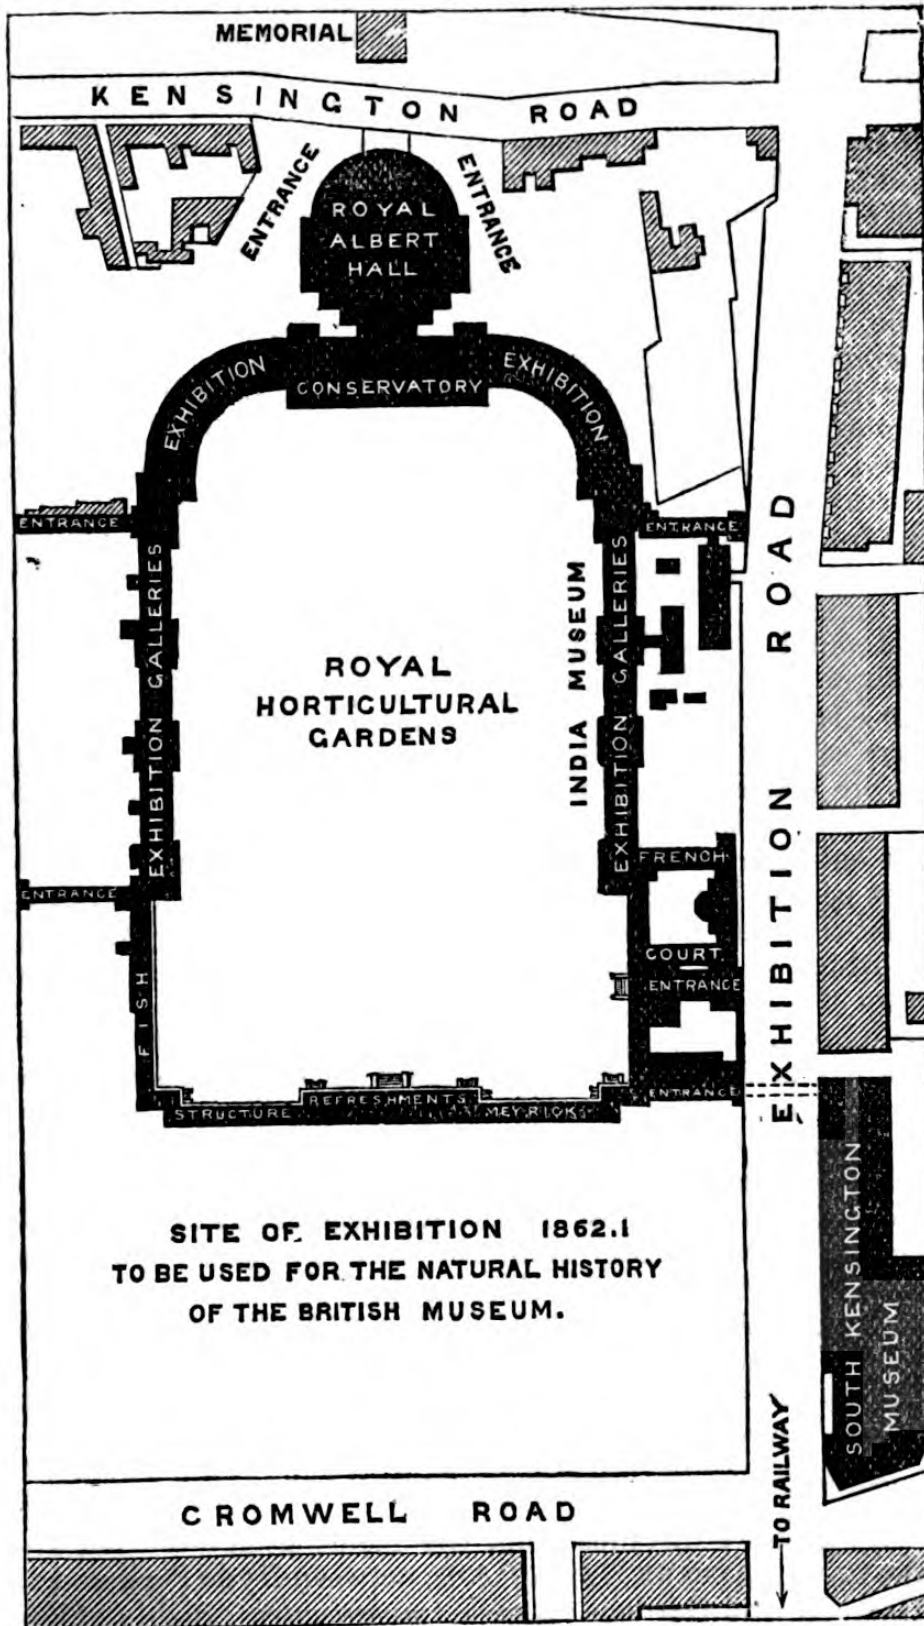 MEMORIAL
KENSINGTON ROAD
ENTRANCE
ENTRANCE
ROYAL
ALBERT
HALL
EXHIBITION
CONSERVATORY
EXHIBITION
ENTRANCE
ENTRANCE
EXHIBITION GALLERIES
ROYAL
HORTICULTURAL
GARDENS
INDIA MUSEUM
EXHIBITION GALLERIES
EXHIBITION ROAD
FRENCH
COURT
ENTRANCE
ENTRANCE
FISH
ENTRANCE
STRUCTURE
REFRESHMENTS
MEYRICK
SITE OF EXHIBITION 1862.1
TO BE USED FOR THE NATURAL HISTORY
OF THE BRITISH MUSEUM.
SOUTH KENSINGTON
MUSEUM
TO RAILWAY
CROMWELL ROAD